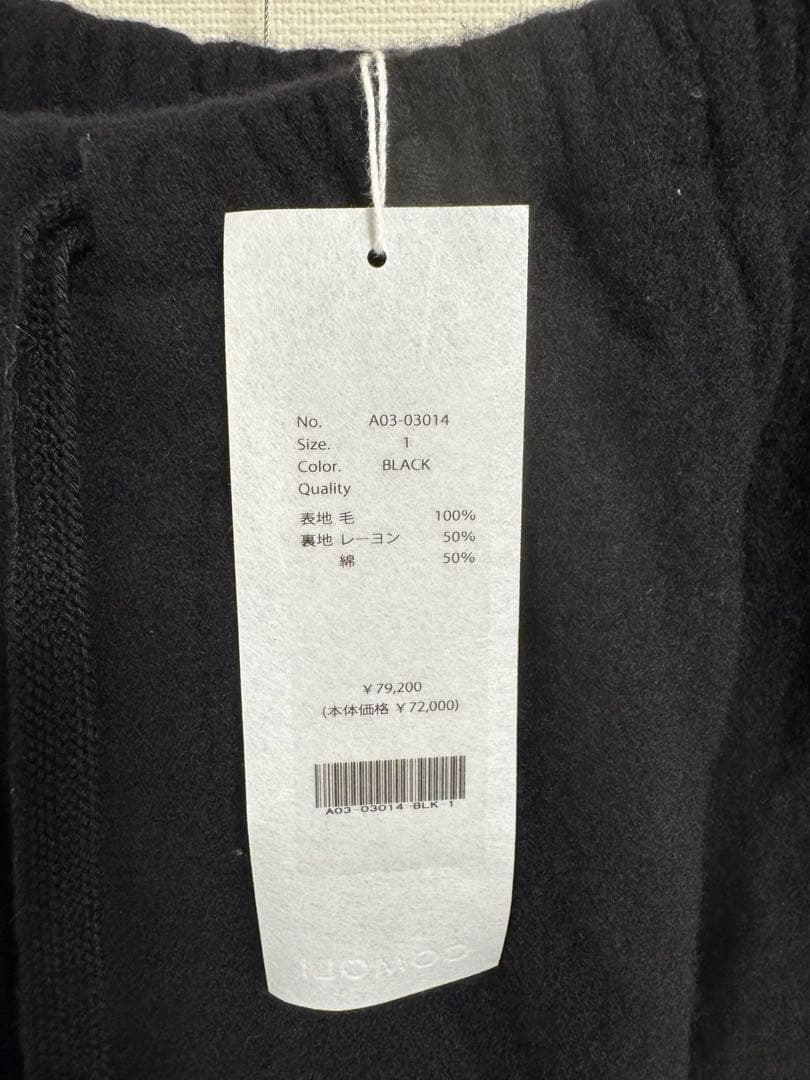 No. A03-03014
Size. 1
Color. BLACK
Quality
表地 毛 100%
裏地 レーヨン 50%
綿 50%
￥79,200
(本体価格 ￥72,000)
A03-03014-BLK-1
COMOLI